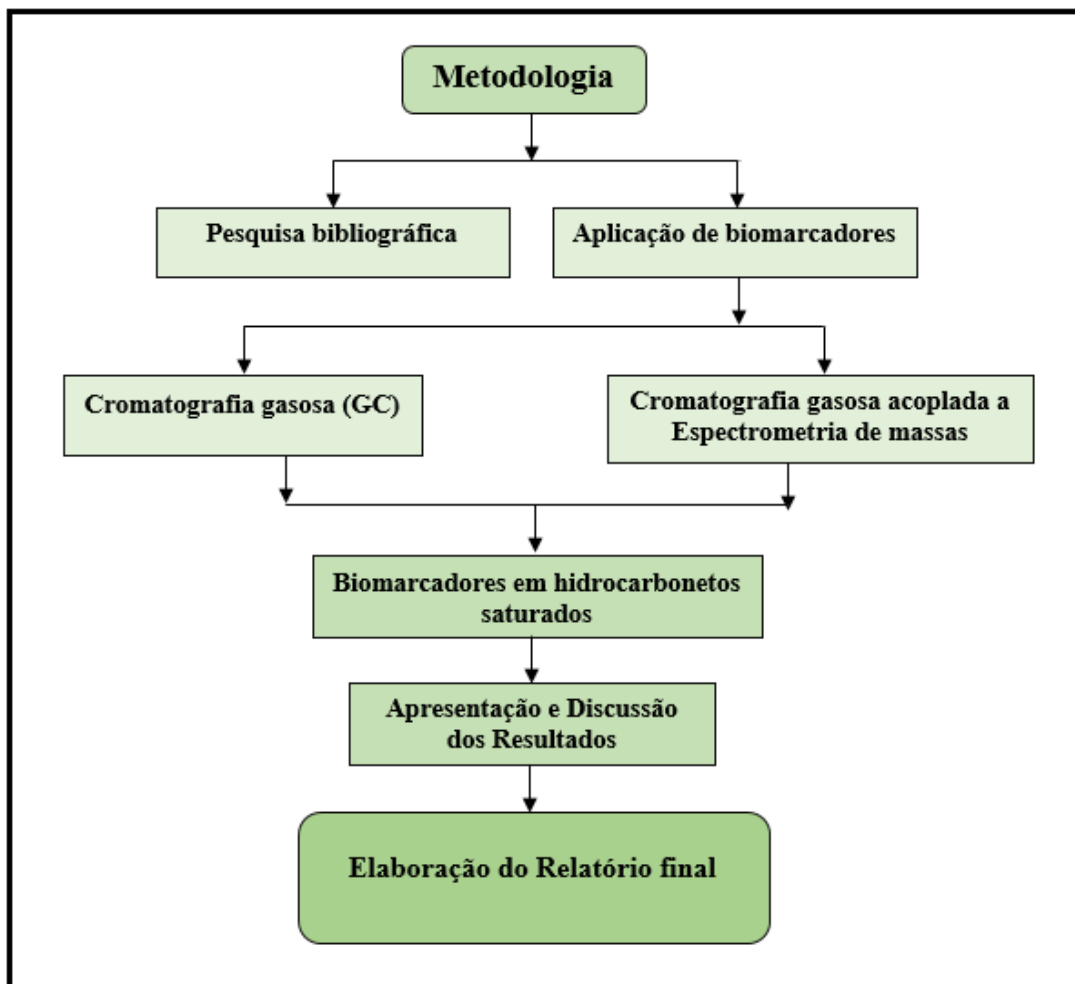 Metodologia
Pesquisa bibliográfica
Aplicação de biomarcadores
Cromatografia gasosa (GC)
Cromatografia gasosa acoplada a
Espectrometria de massas
Biomarcadores em hidrocarbonetos
saturados
Apresentação e Discussão
dos Resultados
Elaboração do Relatório final